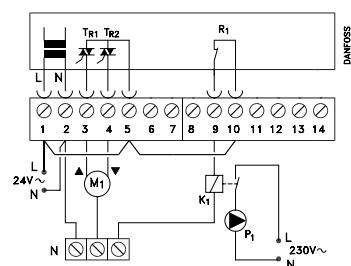 TR1 TR2
R1
DANFOSS
L N
1 2 3 4 5 6 7 8 9 10 11 12 13 14
L
24V~
N
M1
K1
P1
L
230V~
N
N